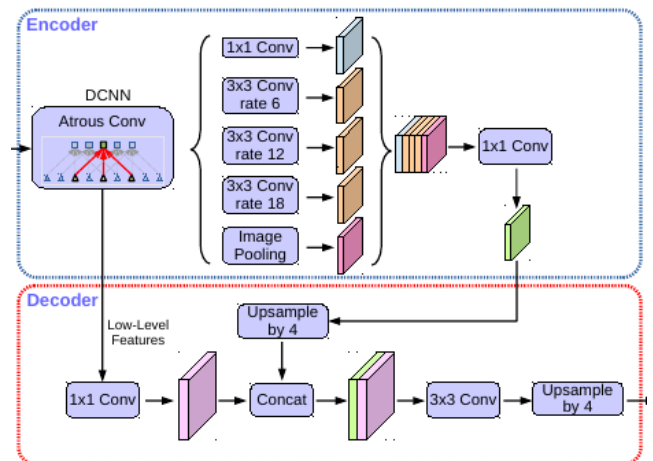 Encoder
DCNN
Atrous Conv
1x1 Conv
3x3 Conv
rate 6
3x3 Conv
rate 12
3x3 Conv
rate 18
Image
Pooling
1x1 Conv
Decoder
Low-Level
Features
Upsample
by 4
1x1 Conv
Concat
3x3 Conv
Upsample
by 4